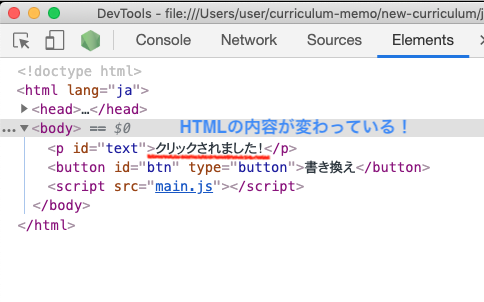 DevTools - file:///Users/user/curriculum-memo/new-curriculum/j
Console Network Sources Elements
<!doctype html>
<html lang="ja">
<head>…</head>
… <body> == $0 HTMLの内容が変わっている！
<p id="text">クリックされました!</p>
<button id="btn" type="button">書き換え</button>
<script src="main.js"></script>
</body>
</html>